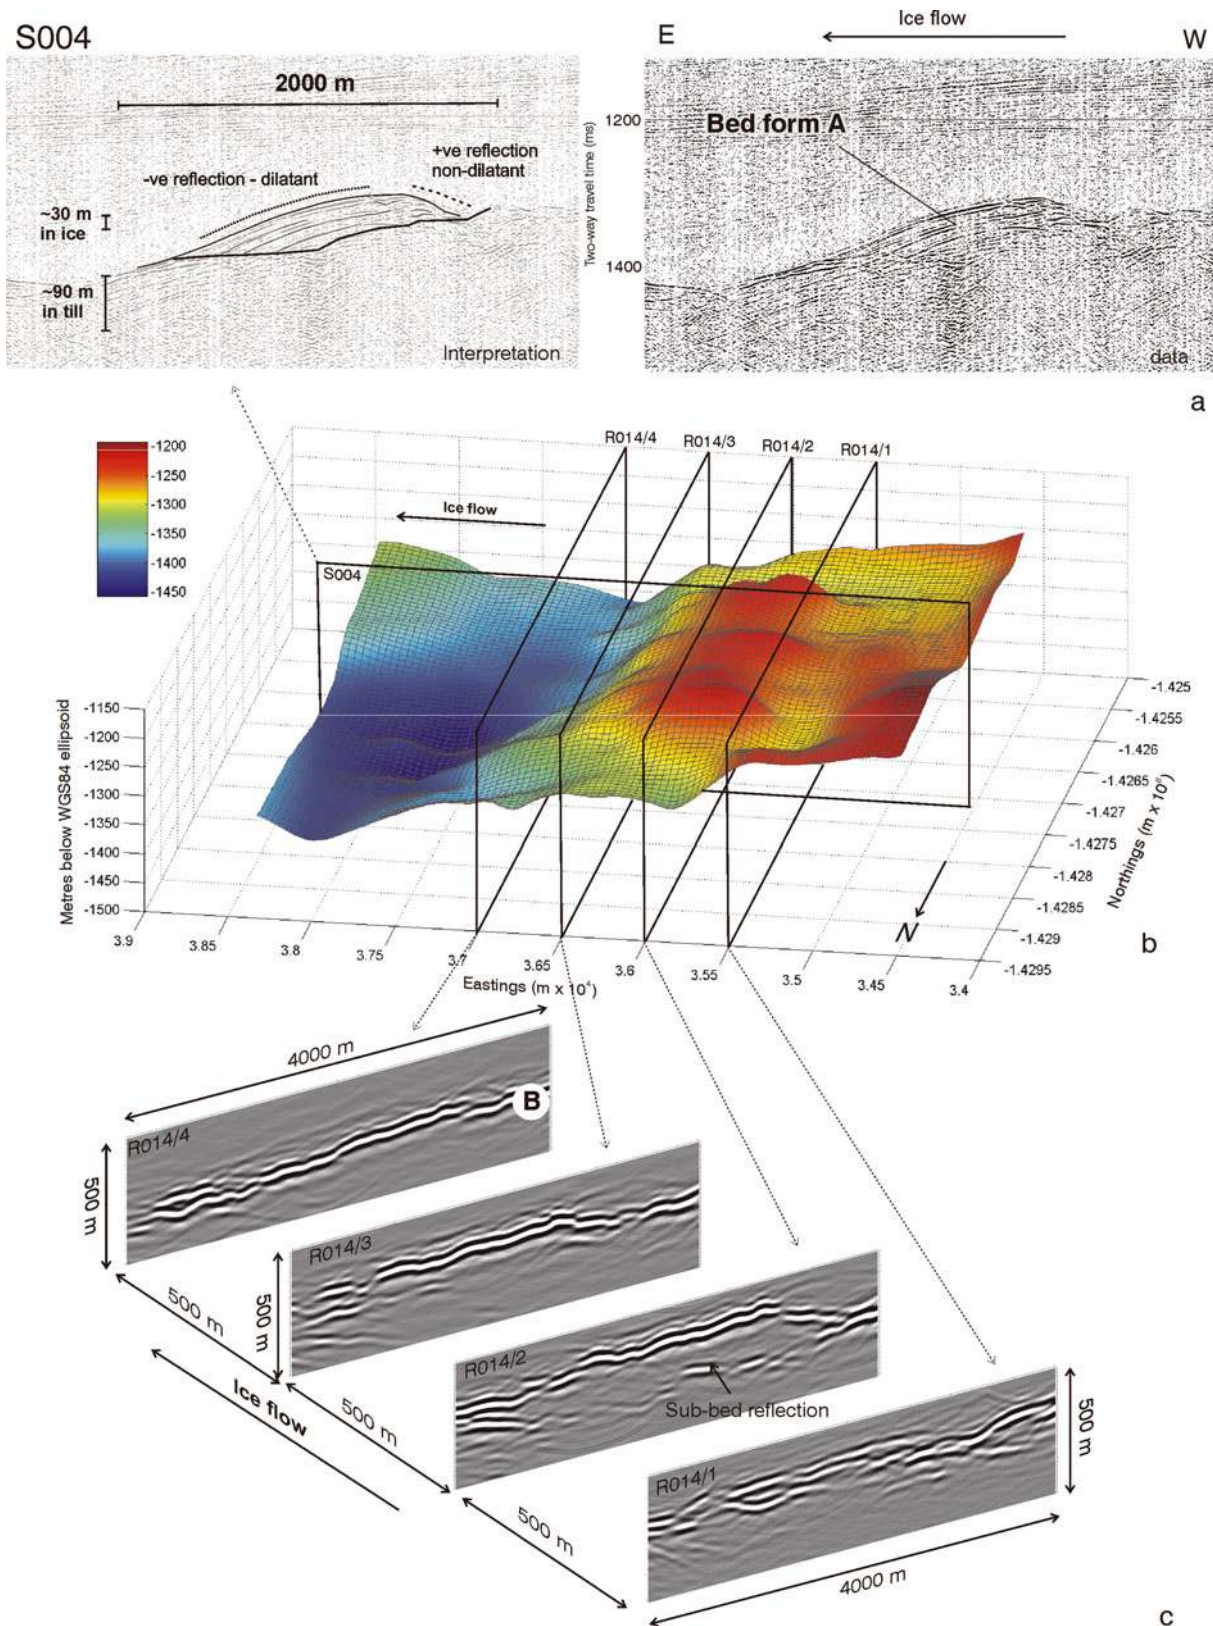 S004
Ice flow
E
W
2000 m
Bed form A
1200
+ve reflection
non-dilatant
-ve reflection - dilatant
Two-way travel time (ms)
~30 m
in ice
1400
~90 m
in till
Interpretation
data
a
-1200
-1250
-1300
-1350
-1400
-1450
R014/4
R014/3
R014/2
R014/1
Ice flow
S004
Metres below WGS84 ellipsoid
-1150
-1200
-1250
-1300
-1350
-1400
-1450
-1500
3.9
3.85
3.8
3.75
3.7
3.65
3.6
3.55
3.5
3.45
3.4
Eastings (m x 10⁴)
-1.425
-1.4255
-1.426
-1.4265
-1.427
-1.4275
-1.428
-1.4285
-1.429
-1.4295
Northings (m x 10⁶)
N
b
4000 m
B
R014/4
500 m
R014/3
500 m
500 m
R014/2
Sub-bed reflection
Ice flow
500 m
R014/1
500 m
500 m
4000 m
c